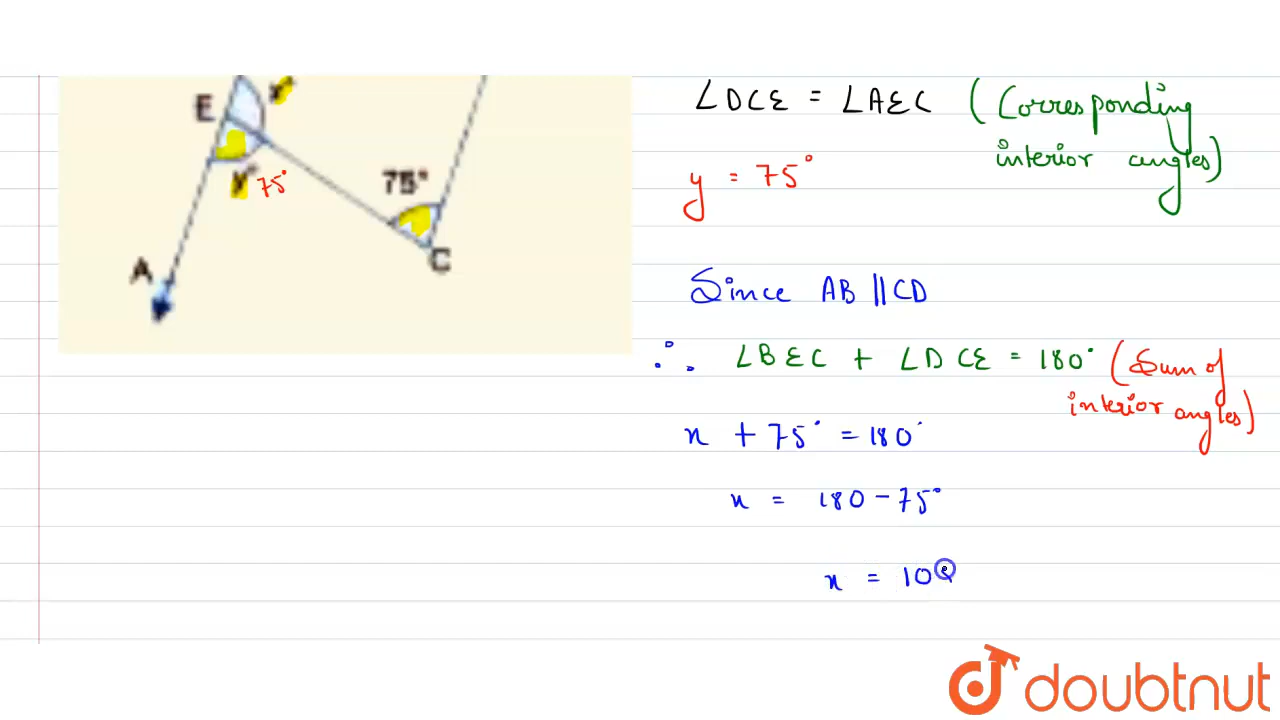 E
x°
y° 75°
75°
A
C
∠DCE = ∠AEC (Corresponding
interior angles)
y = 75°
Since AB ∥ CD
∴ ∠BEC + ∠DCE = 180° (Sum of
interior angles)
x + 75° = 180°
x = 180 - 75°
x = 10
doubtnut